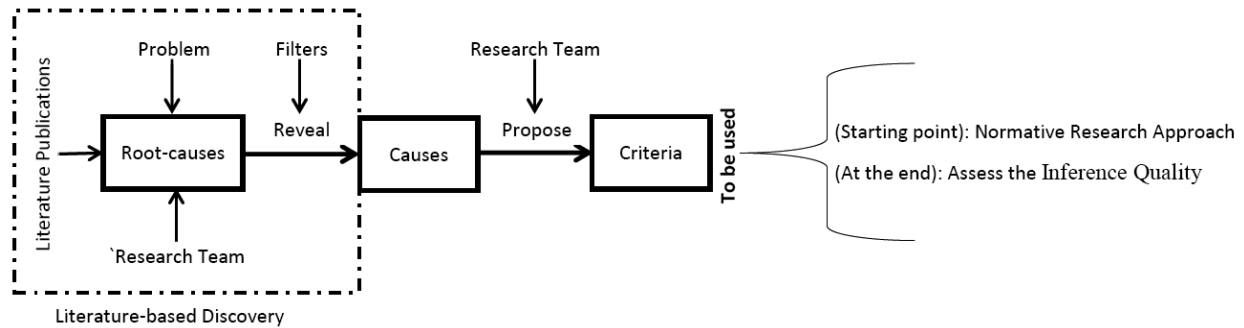 Problem
Filters
Research Team
Literature Publications
Root-causes
Reveal
Causes
Propose
Criteria
To be used
(Starting point): Normative Research Approach
(At the end): Assess the Inference Quality
`Research Team
Literature-based Discovery